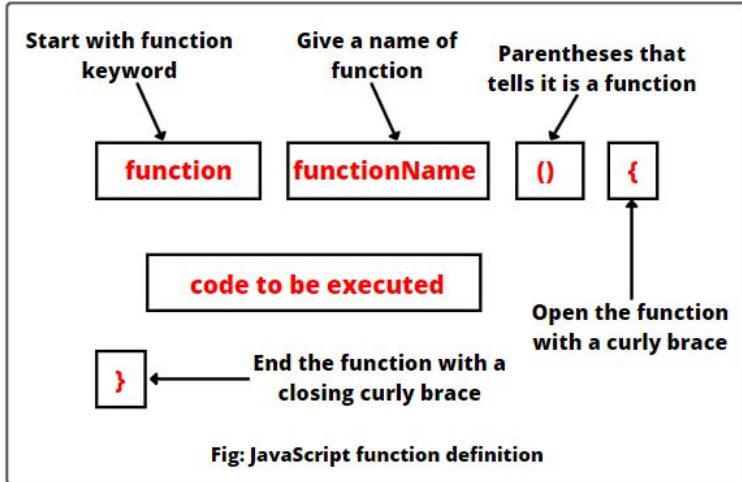 Start with function
keyword
Give a name of
function
Parentheses that
tells it is a function
function
functionName
()
{
code to be executed
Open the function
with a curly brace
}
End the function with a
closing curly brace
Fig: JavaScript function definition